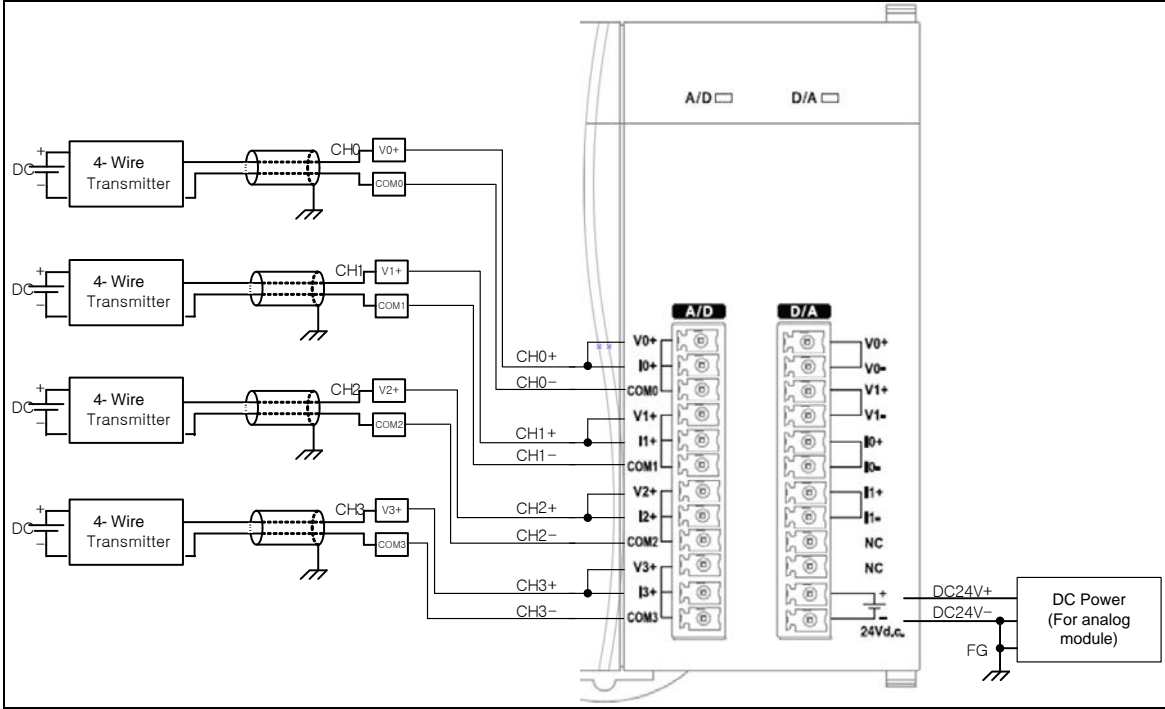 A/D
D/A
DC
+
-
4- Wire
Transmitter
CH0
V0+
COM0
DC
+
-
4- Wire
Transmitter
CH1
V1+
COM1
DC
+
-
4- Wire
Transmitter
CH2
V2+
COM2
DC
+
-
4- Wire
Transmitter
CH3
V3+
COM3
CH0+
CH0-
CH1+
CH1-
CH2+
CH2-
CH3+
CH3-
A/D
V0+
I0+
COM0
V1+
I1+
COM1
V2+
I2+
COM2
V3+
I3+
COM3
D/A
V0+
V0-
V1+
V1-
I0+
I0-
I1+
I1-
NC
NC
+
-
24Vd.c.
DC24V+
DC24V-
FG
DC Power
(For analog
module)